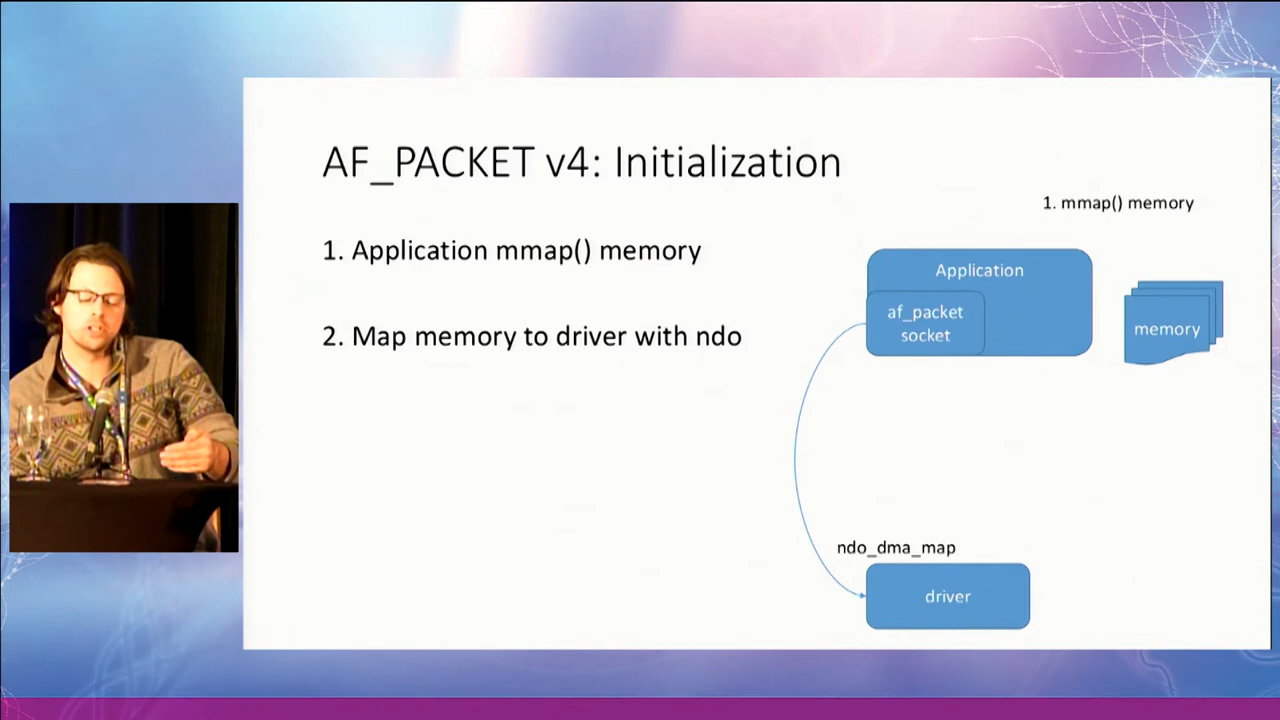 AF_PACKET v4: Initialization
1. Application mmap() memory
2. Map memory to driver with ndo
1. mmap() memory
Application
af_packet
socket
memory
ndo_dma_map
driver